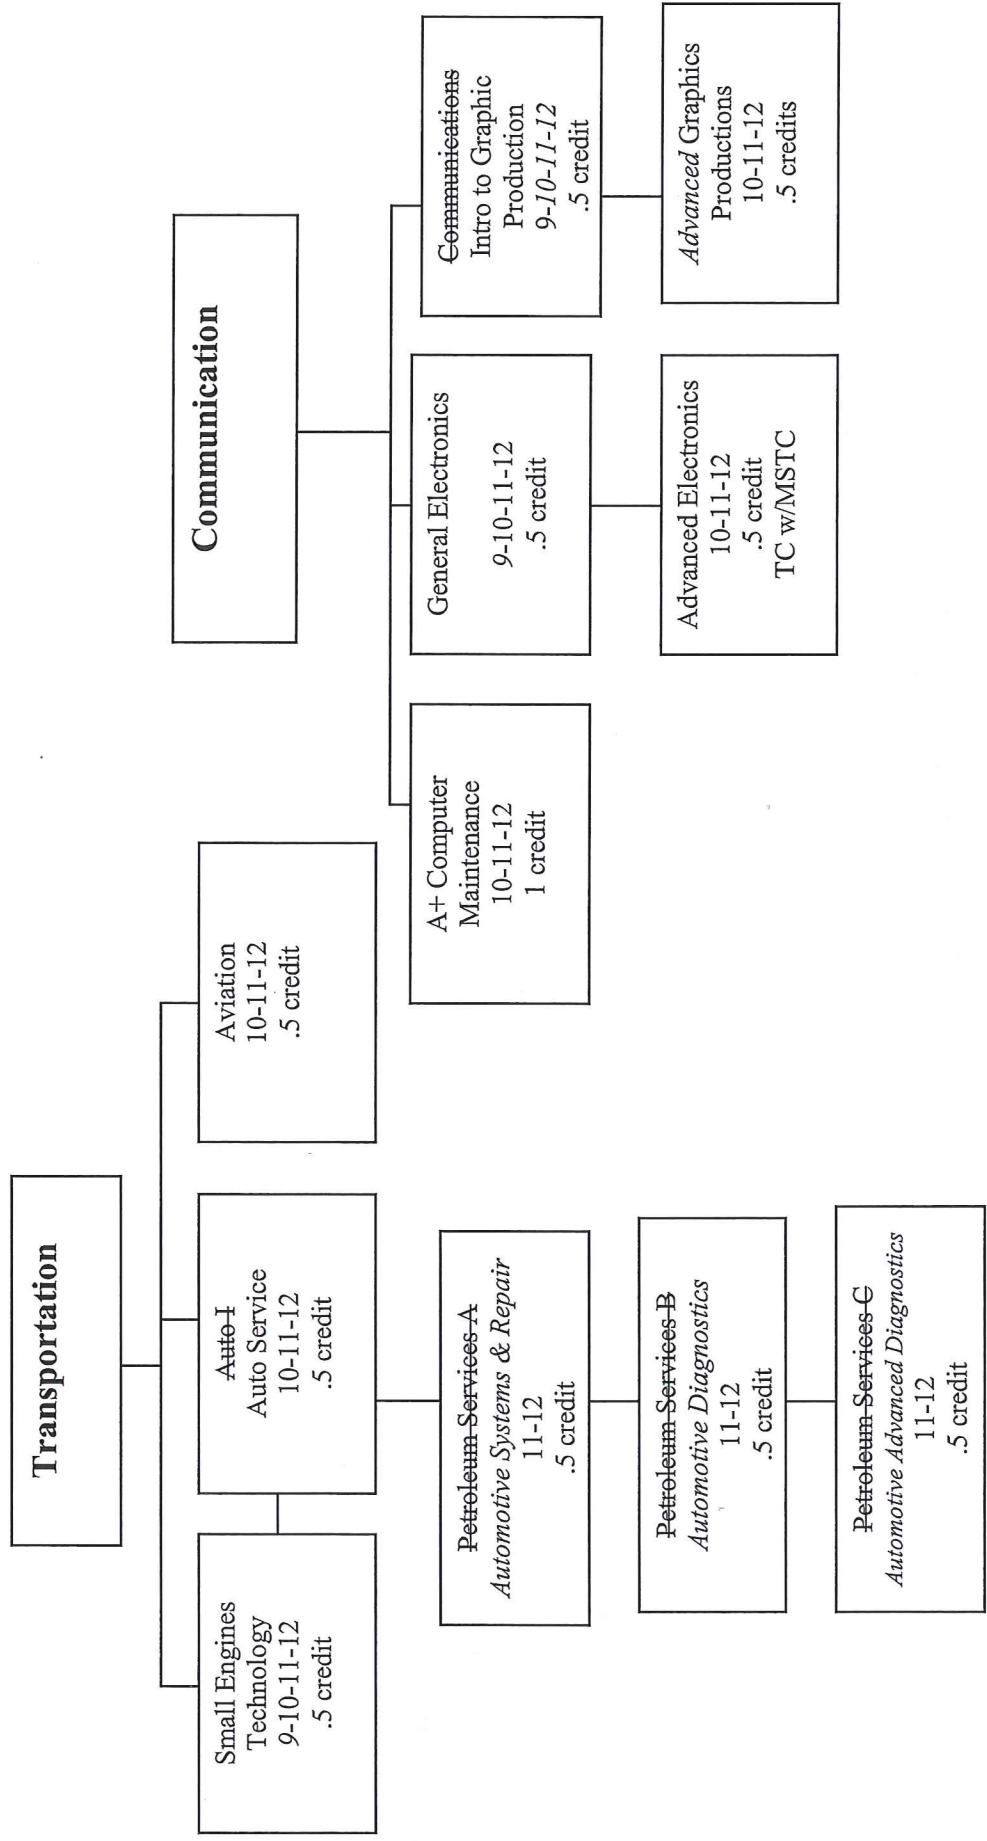 Transportation
Small Engines
Technology
9-10-11-12
.5 credit
Auto I
Auto Service
10-11-12
.5 credit
Aviation
10-11-12
.5 credit
Petroleum Services A
Automotive Systems & Repair
11-12
.5 credit
Petroleum Services B
Automotive Diagnostics
11-12
.5 credit
Petroleum Services C
Automotive Advanced Diagnostics
11-12
.5 credit
Communication
A+ Computer
Maintenance
10-11-12
1 credit
General Electronics
9-10-11-12
.5 credit
Communications
Intro to Graphic
Production
9-10-11-12
.5 credit
Advanced Electronics
10-11-12
.5 credit
TC w/MSTC
Advanced Graphics
Productions
10-11-12
.5 credits